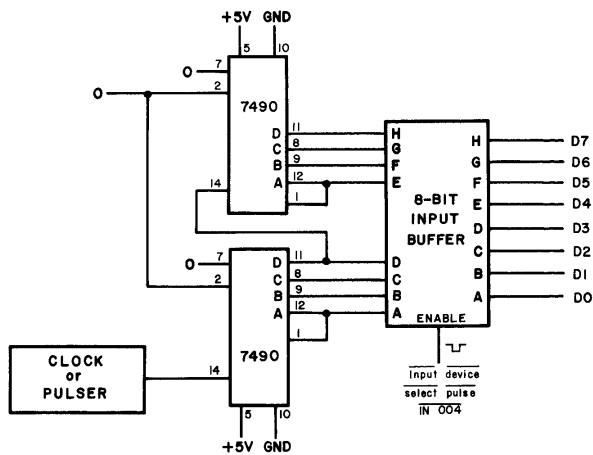 +5V GND
5 10
0 7
0 2
7490
D 11 H
C 8 G
B 9 F
A 12 E
14 1
8-BIT
INPUT
BUFFER
H D7
G D6
F D5
E D4
D D3
C D2
B D1
A D0
0 7
2
D 11 D
C 8 C
B 9 B
A 12 A
1
7490
ENABLE
CLOCK
or
PULSER
14
5 10
+5V GND
Input device
select pulse
IN 004